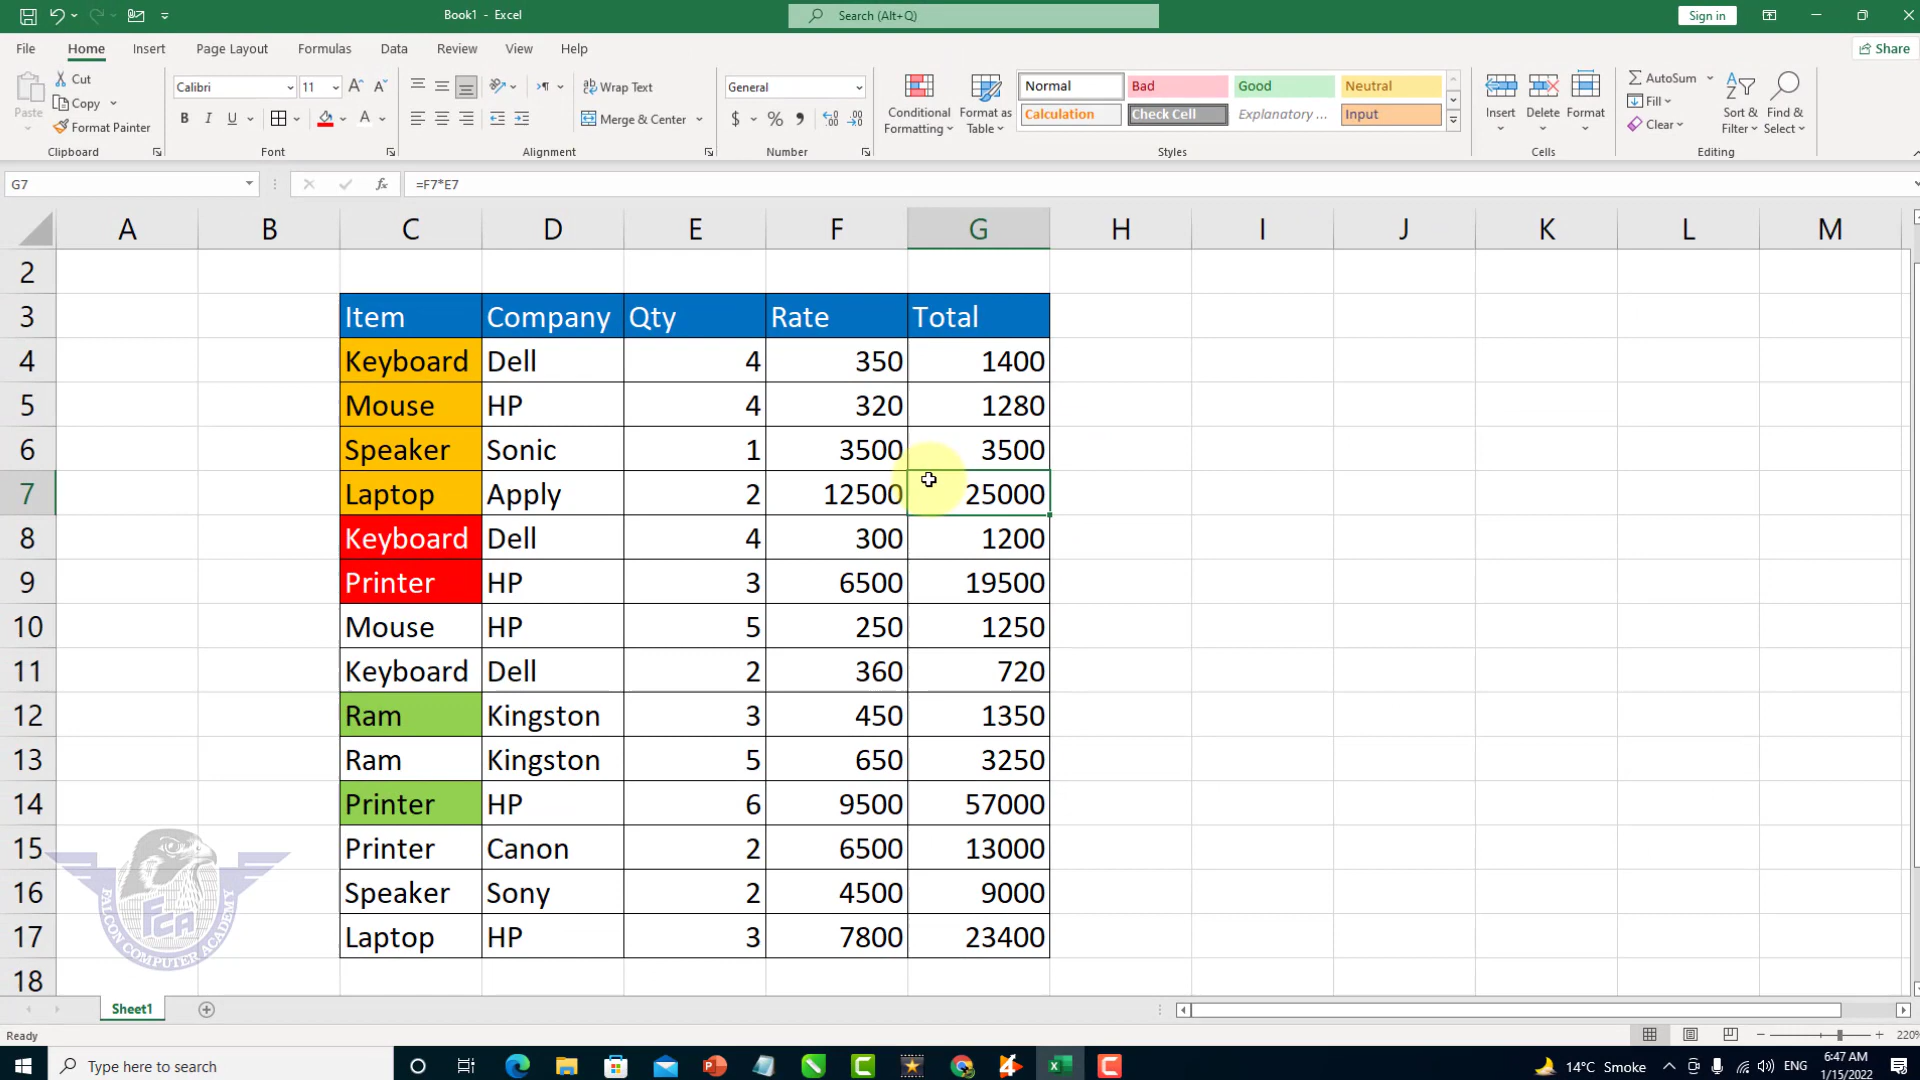 Book1 - Excel
Search (Alt+Q)
Sign in
File Home Insert Page Layout Formulas Data Review View Help
Share
Paste
Cut
Copy
Format Painter
Clipboard
Calibri 11
B I U
Font
Wrap Text
Merge & Center
Alignment
General
$ % ,
Number
Conditional Formatting
Format as Table
Normal Bad Good Neutral
Calculation Check Cell Explanatory ... Input
Styles
Insert Delete Format
Cells
AutoSum
Fill
Clear
Sort & Filter
Find & Select
Editing
G7 fx =F7*E7
A B C D E F G H I J K L M
2
3 Item Company Qty Rate Total
4 Keyboard Dell 4 350 1400
5 Mouse HP 4 320 1280
6 Speaker Sonic 1 3500 3500
7 Laptop Apply 2 12500 25000
8 Keyboard Dell 4 300 1200
9 Printer HP 3 6500 19500
10 Mouse HP 5 250 1250
11 Keyboard Dell 2 360 720
12 Ram Kingston 3 450 1350
13 Ram Kingston 5 650 3250
14 Printer HP 6 9500 57000
15 Printer Canon 2 6500 13000
16 Speaker Sony 2 4500 9000
17 Laptop HP 3 7800 23400
18
FCA
FALCON COMPUTER ACADEMY
Sheet1
Ready
220%
Type here to search
14°C Smoke
ENG
6:47 AM
1/15/2022